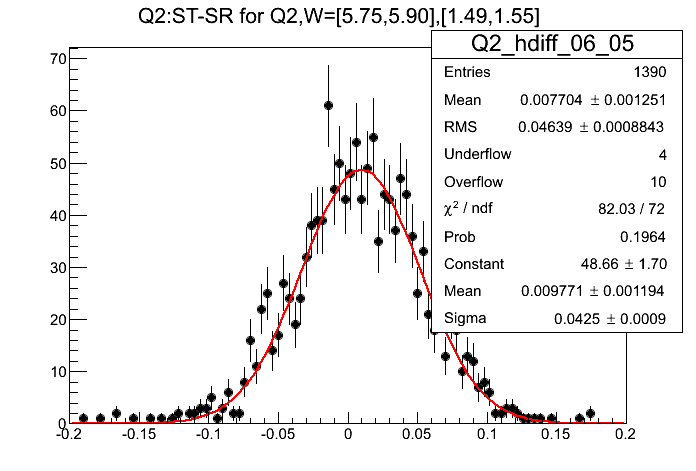 Q2:ST-SR for Q2,W=[5.75,5.90],[1.49,1.55]
Q2_hdiff_06_05
Entries 1390
Mean 0.007704 ± 0.001251
RMS 0.04639 ± 0.0008843
Underflow 4
Overflow 10
χ² / ndf 82.03 / 72
Prob 0.1964
Constant 48.66 ± 1.70
Mean 0.009771 ± 0.001194
Sigma 0.0425 ± 0.0009
70
60
50
40
30
20
10
0
-0.2 -0.15 -0.1 -0.05 0 0.05 0.1 0.15 0.2